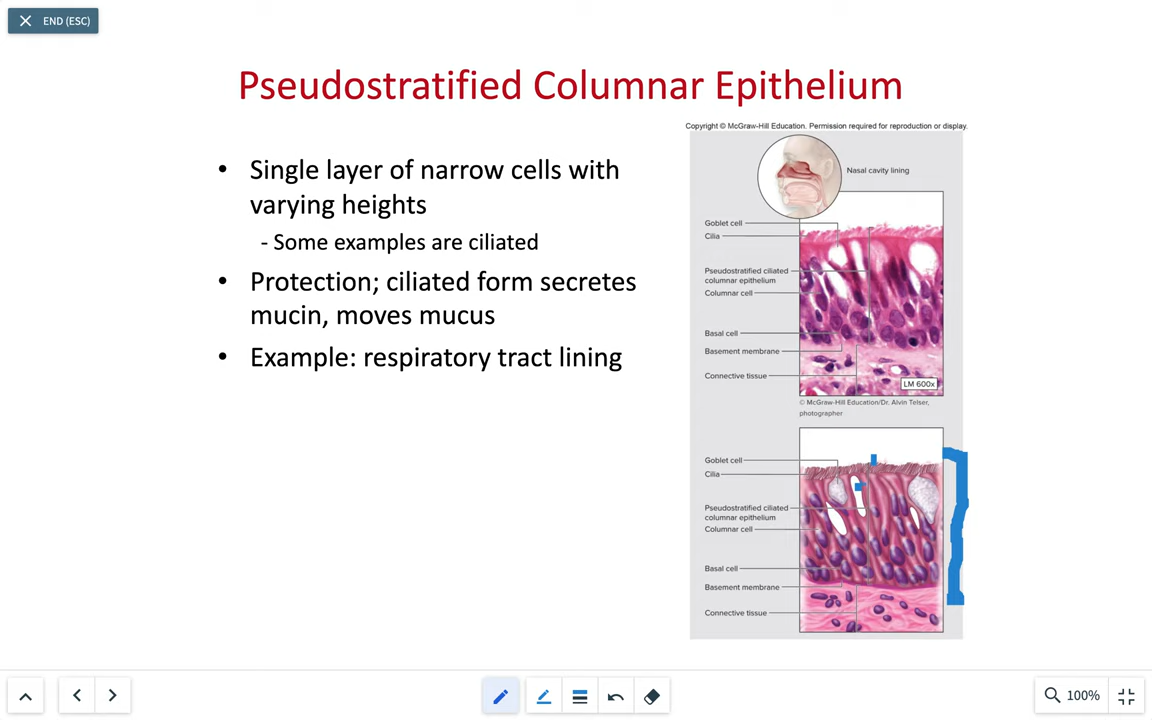 END (ESC)
Pseudostratified Columnar Epithelium
Copyright © McGraw-Hill Education. Permission required for reproduction or display.
• Single layer of narrow cells with
varying heights
- Some examples are ciliated
• Protection; ciliated form secretes
mucin, moves mucus
• Example: respiratory tract lining
Nasal cavity lining
Goblet cell
Cilia
Pseudostratified ciliated
columnar epithelium
Columnar cell
Basal cell
Basement membrane
Connective tissue
LM 600x
© McGraw-Hill Education/Dr. Alvin Telser,
photographer
Goblet cell
Cilia
Pseudostratified ciliated
columnar epithelium
Columnar cell
Basal cell
Basement membrane
Connective tissue
100%